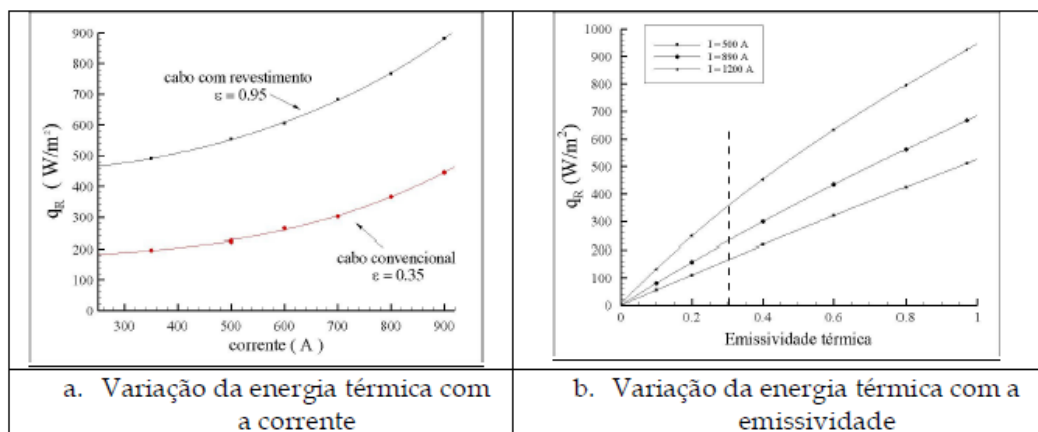 900
800
700
600
500
400
300
200
100
0
q_R ( W/m² )
cabo com revestimento
ε = 0.95
cabo convencional
ε = 0.35
300 400 500 600 700 800 900
corrente ( A )
1000
900
800
700
600
500
400
300
200
100
0
q_R (W/m²)
I = 500 A
I = 890 A
I = 1200 A
0 0.2 0.4 0.6 0.8 1
Emissividade térmica
a. Variação da energia térmica com
a corrente
b. Variação da energia térmica com a
emissividade